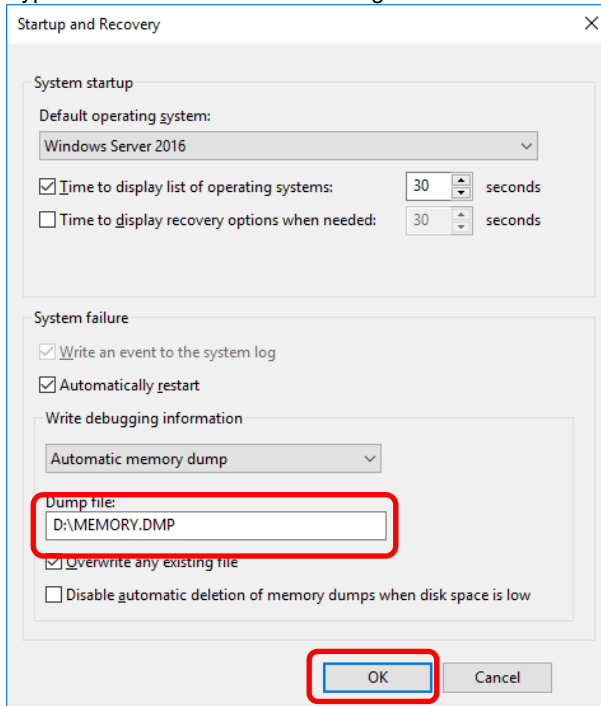 Startup and Recovery
System startup
Default operating system:
Windows Server 2016
Time to display list of operating systems: 30 seconds
Time to display recovery options when needed: 30 seconds
System failure
Write an event to the system log
Automatically restart
Write debugging information
Automatic memory dump
Dump file:
D:\MEMORY.DMP
Overwrite any existing file
Disable automatic deletion of memory dumps when disk space is low
OK Cancel